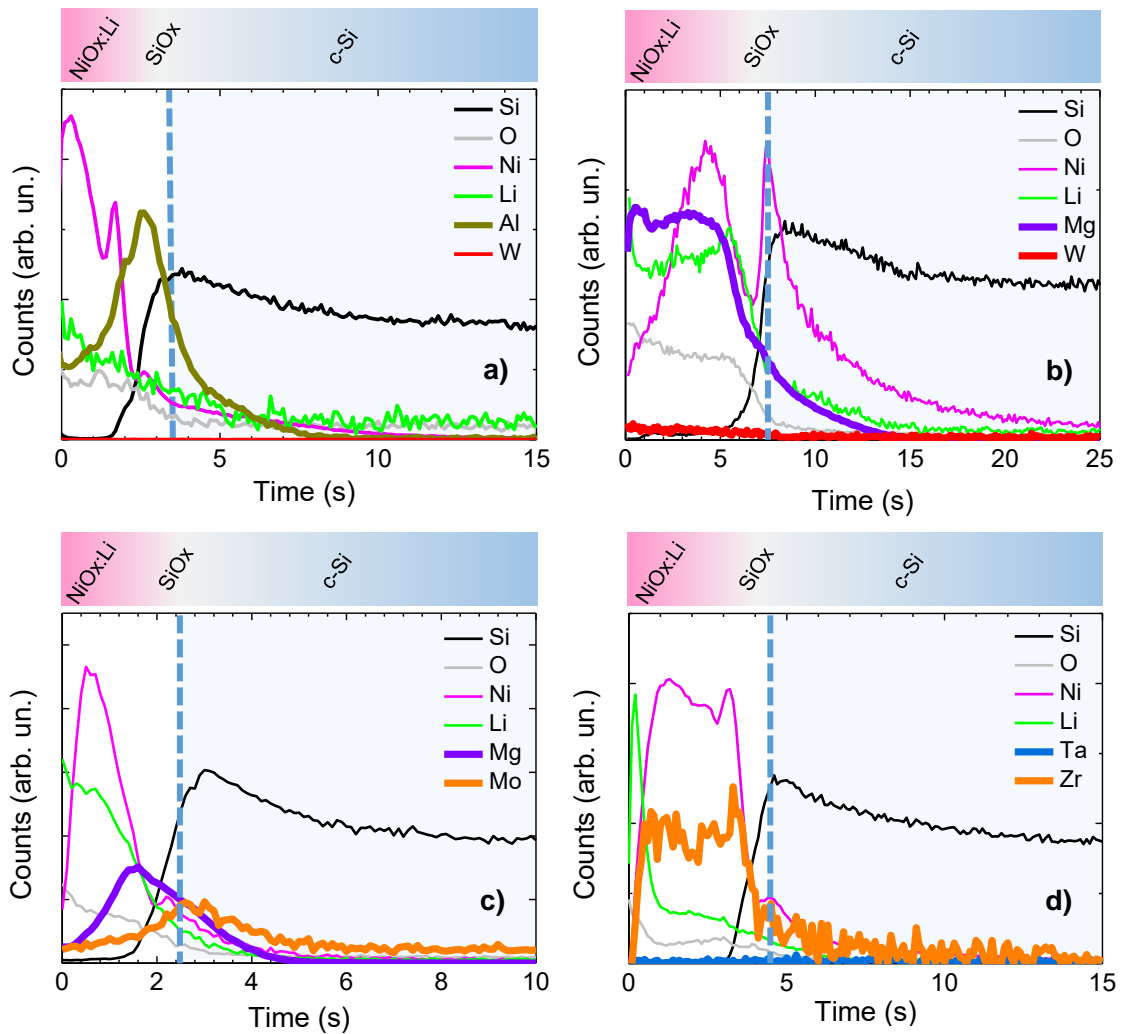 NiOx:Li SiOx c-Si
Counts (arb. un.)
Si
O
Ni
Li
Al
W
a)
0 5 10 15
Time (s)
NiOx:Li SiOx c-Si
Counts (arb. un.)
Si
O
Ni
Li
Mg
W
b)
0 5 10 15 20 25
Time (s)
NiOx:Li SiOx c-Si
Counts (arb. un.)
Si
O
Ni
Li
Mg
Mo
c)
0 2 4 6 8 10
Time (s)
NiOx:Li SiOx c-Si
Counts (arb. un.)
Si
O
Ni
Li
Ta
Zr
d)
0 5 10 15
Time (s)